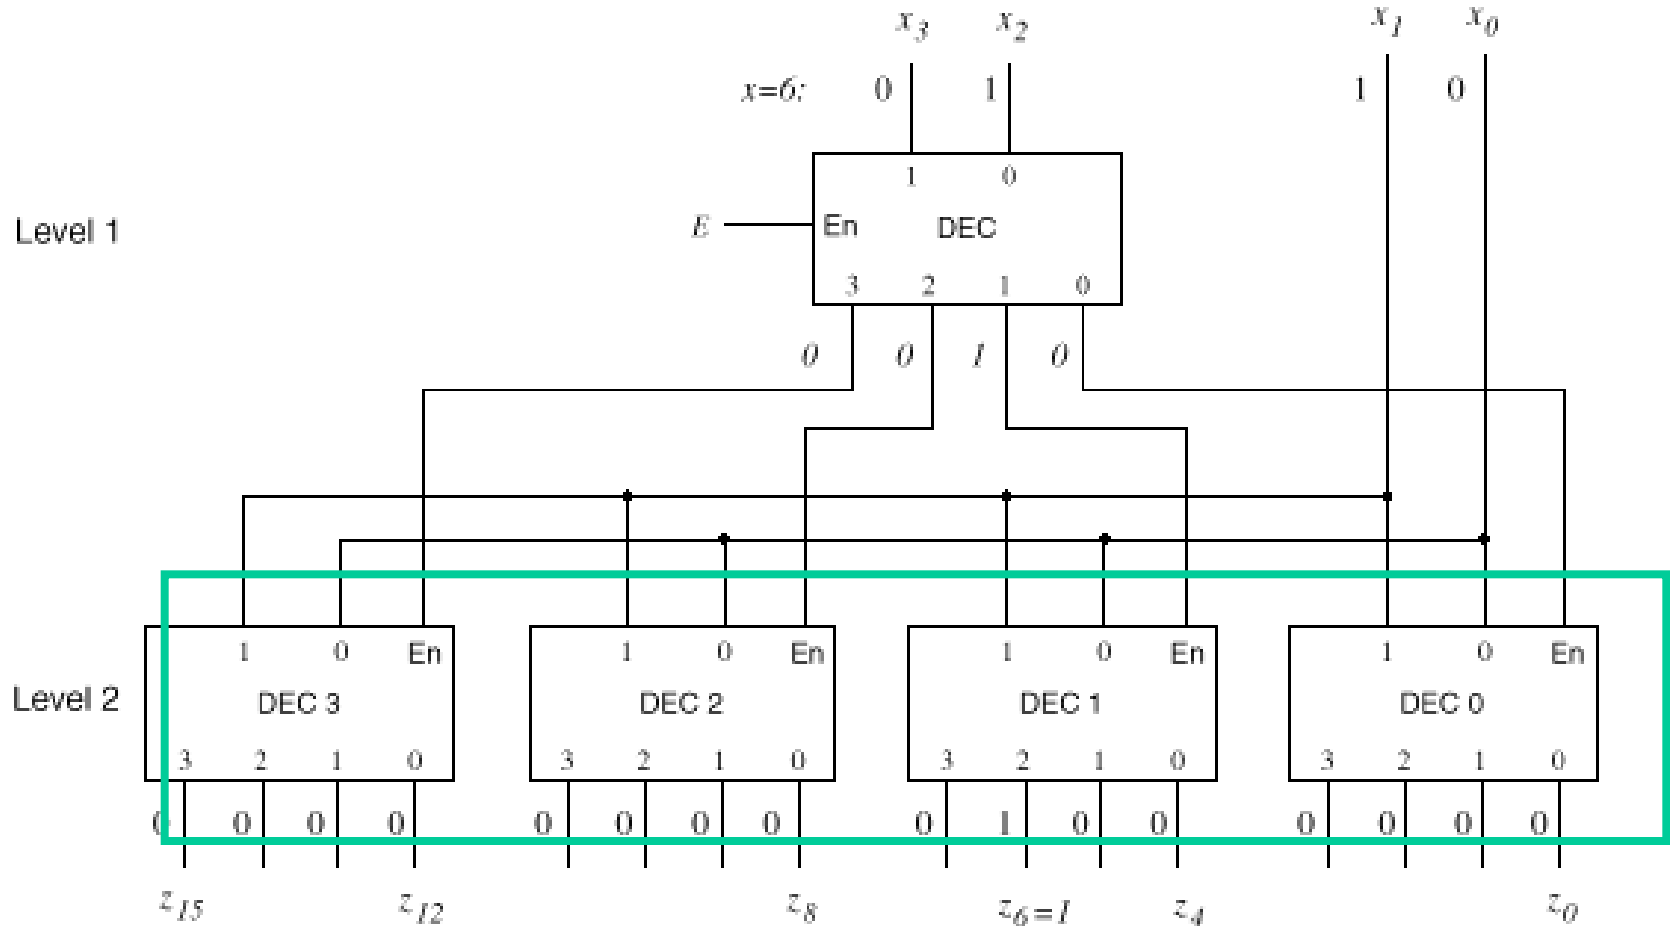 x3 x2 x1 x0
x=6: 0 1 1 0
1 0
Level 1 E En DEC
3 2 1 0
0 0 1 0
1 0 En 1 0 En 1 0 En 1 0 En
Level 2 DEC 3 DEC 2 DEC 1 DEC 0
3 2 1 0 3 2 1 0 3 2 1 0 3 2 1 0
0 0 0 0 0 0 0 0 0 1 0 0 0 0 0 0
z15 z12 z8 z6=1 z4 z0